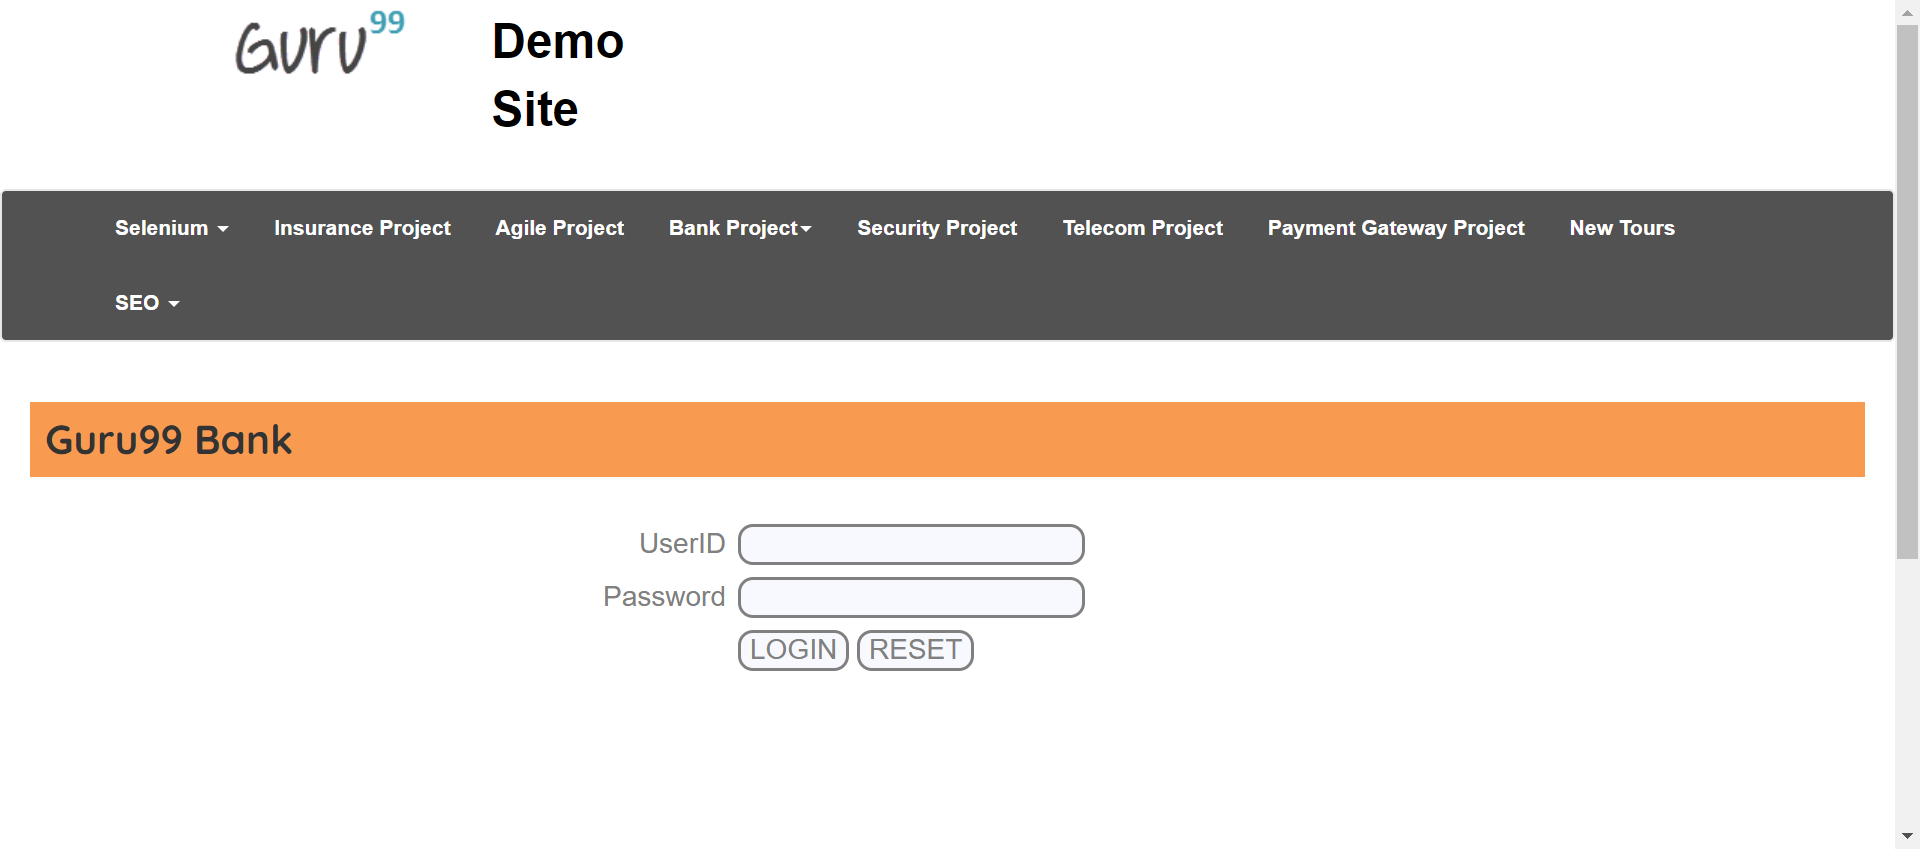 Guru99
Demo
Site
Selenium
Insurance Project
Agile Project
Bank Project
Security Project
Telecom Project
Payment Gateway Project
New Tours
SEO
Guru99 Bank
UserID
Password
LOGIN RESET